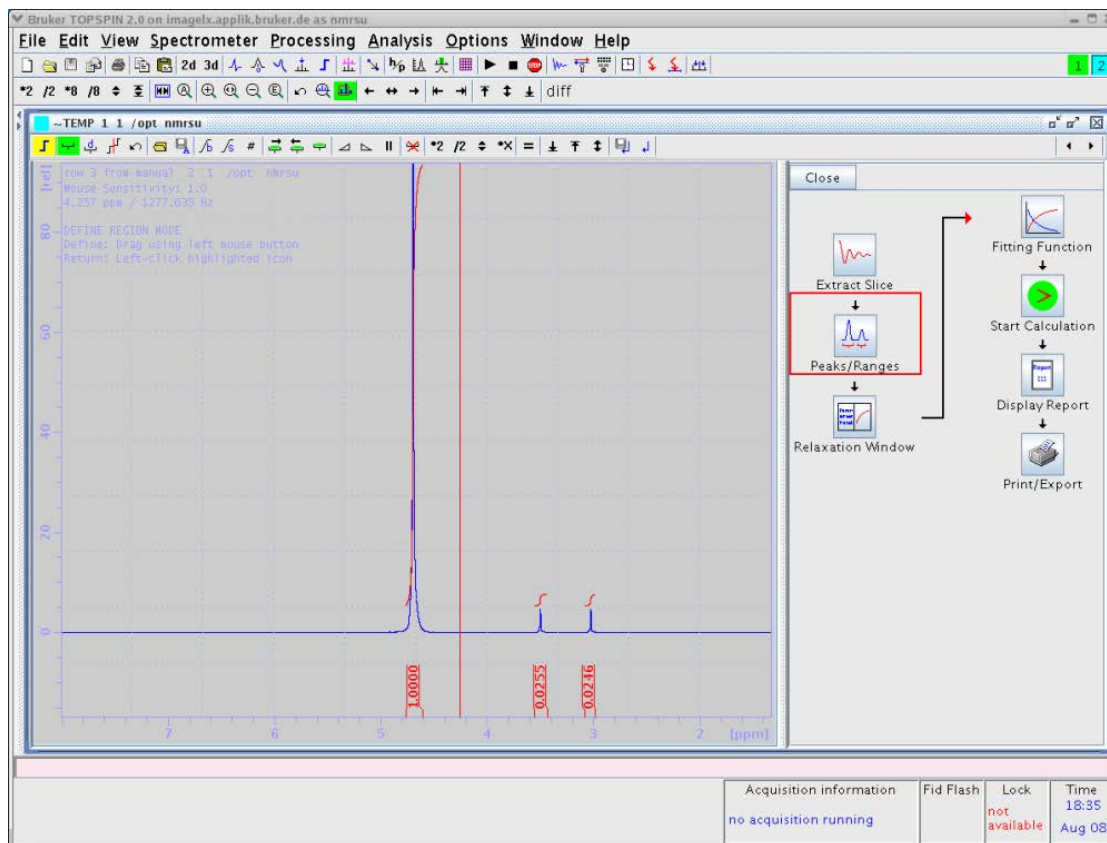 Bruker TOPSPIN 2.0 on imagelx.applik.bruker.de as nmrsu
File Edit View Spectrometer Processing Analysis Options Window Help
2d 3d h/p
1 2
*2 /2 *8 /8 diff
~TEMP 1 1 /opt nmrsu
*2 /2 *X =
[rel]
row 3 from manua? 2 1 /opt nmrsu
Mouse Sensitivity: 1.0
4.257 ppm / 1277.635 Hz
DEFINE REGION MODE
Define: Drag using left mouse button
Return: Left-click highlighted icon
80
60
40
20
0
1.0000
0.0255
0.0246
7 6 5 4 3 2 [ppm]
Close
Extract Slice
Peaks/Ranges
Relaxation Window
Fitting Function
Start Calculation
Report
Display Report
Print/Export
Acquisition information
no acquisition running
Fid Flash
Lock
not
available
Time
18:35
Aug 08